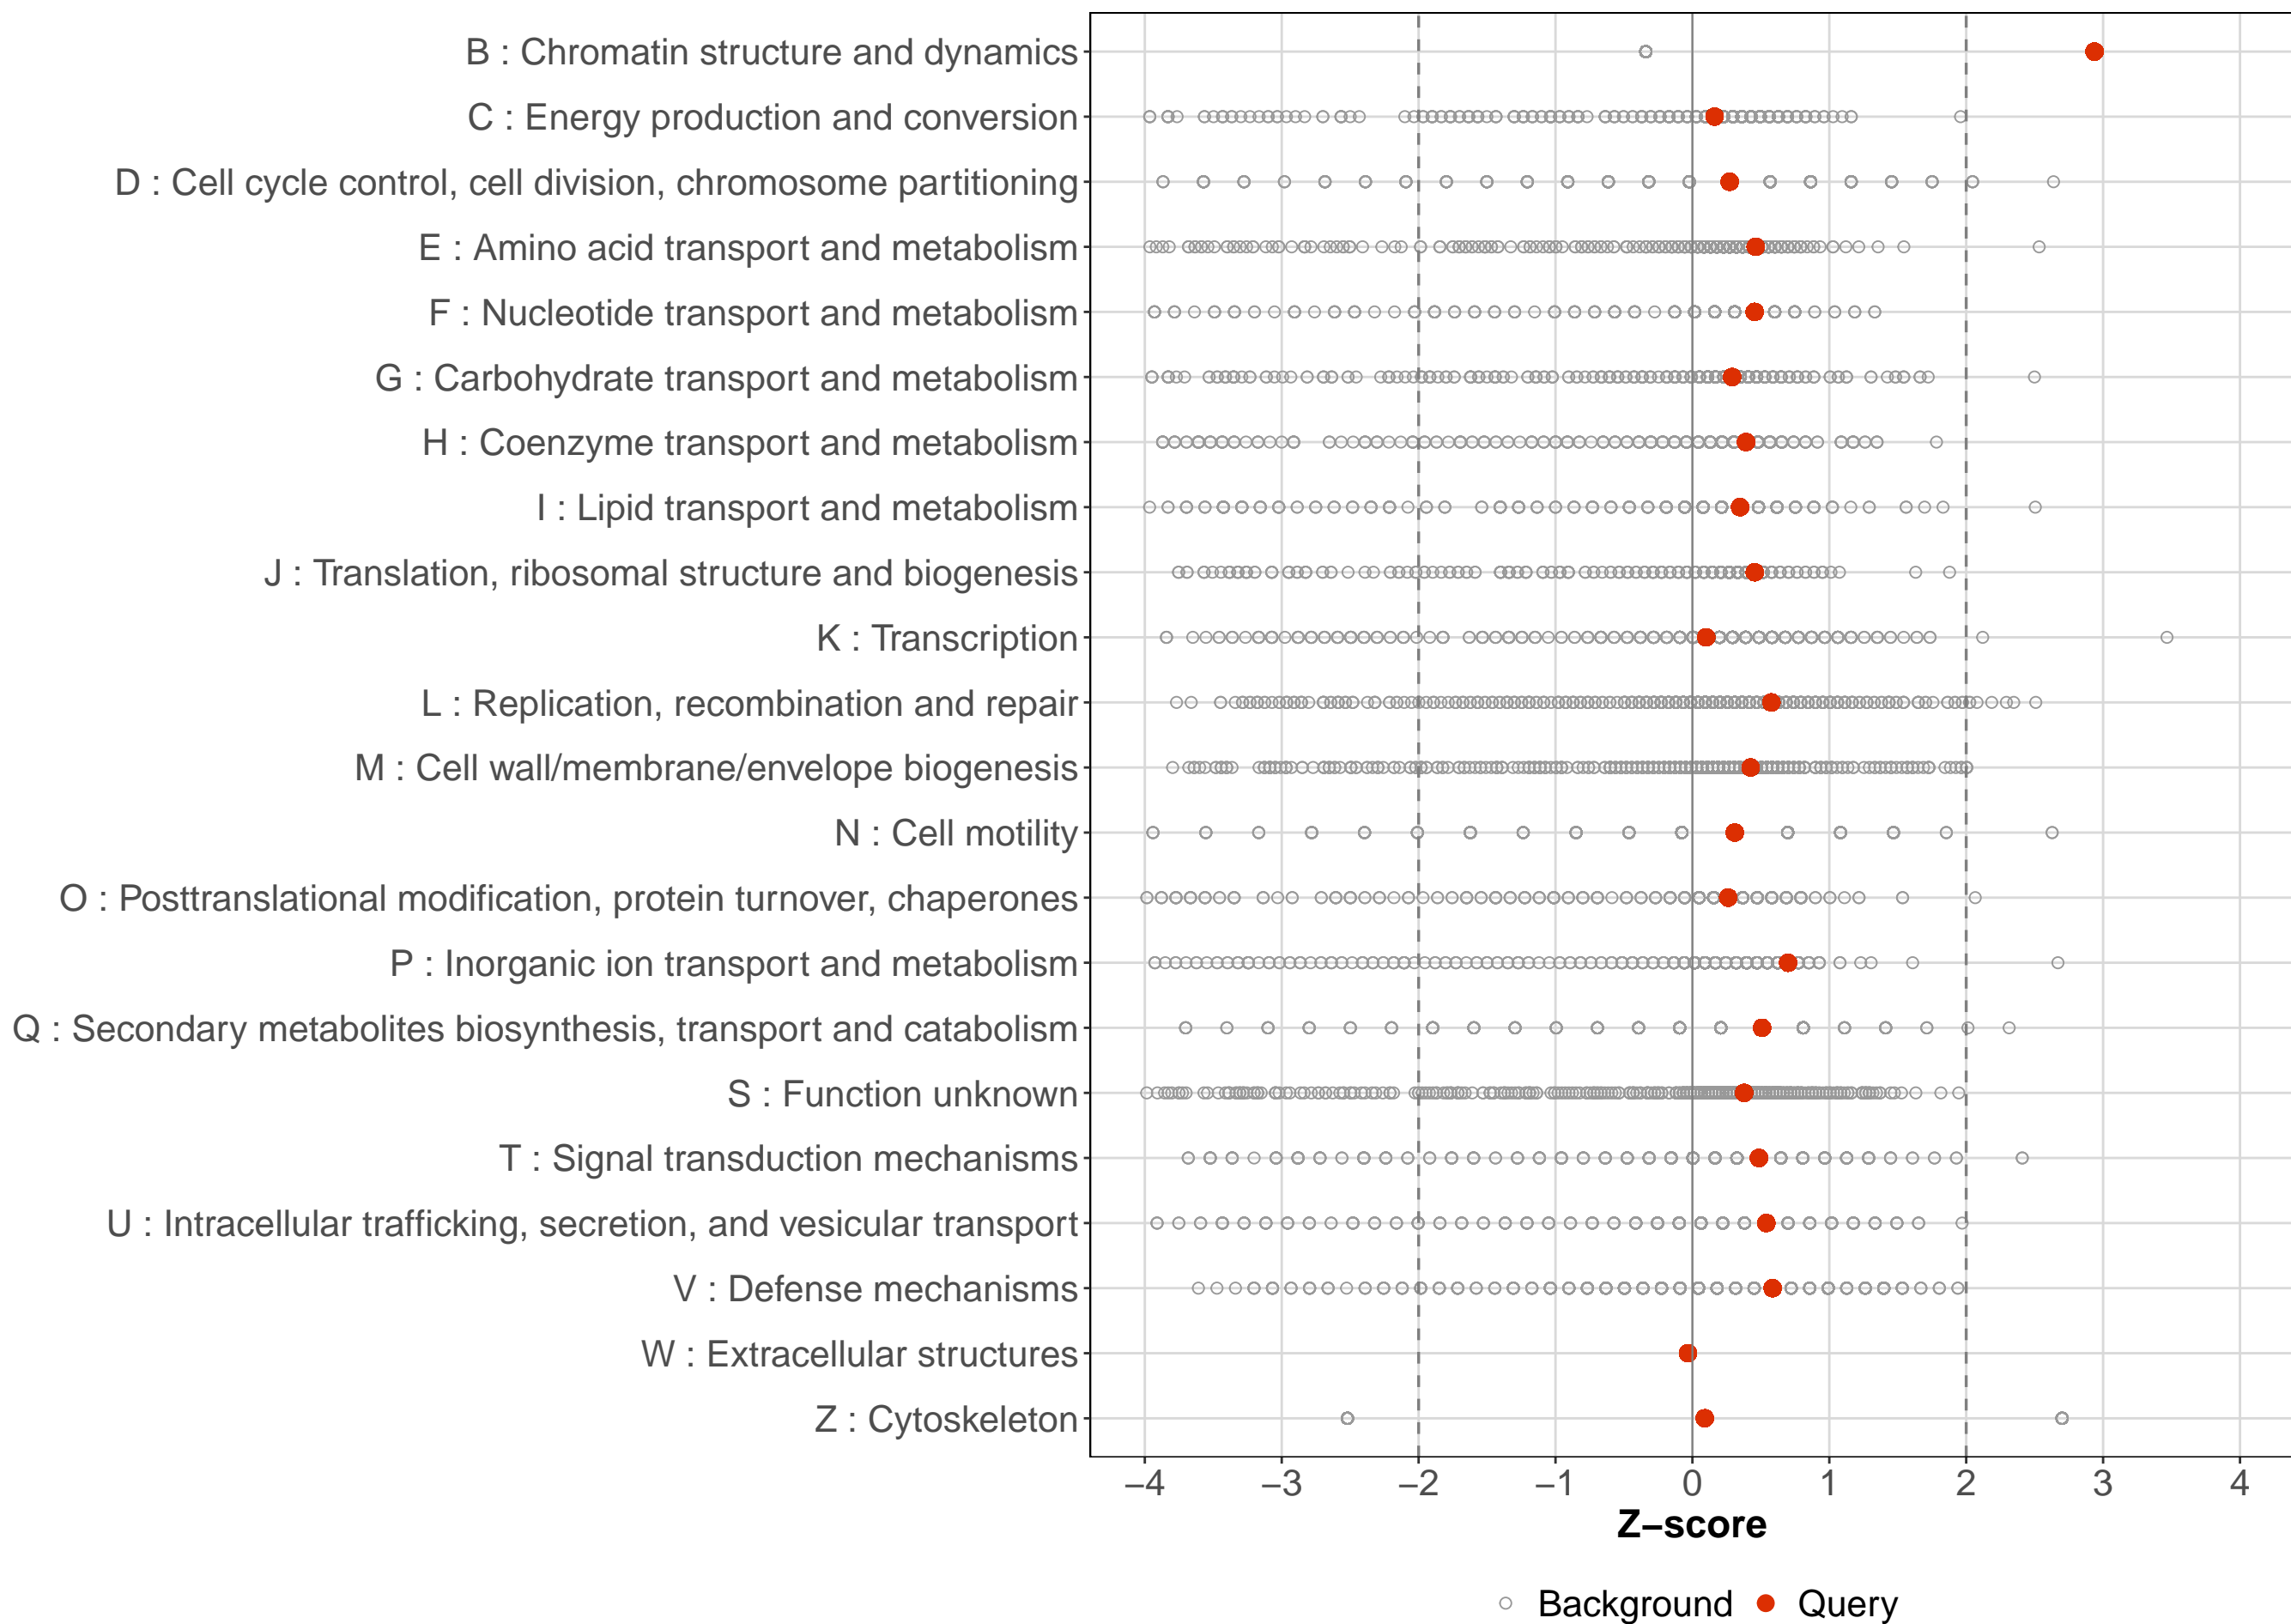 B : Chromatin structure and dynamics
C : Energy production and conversion
D : Cell cycle control, cell division, chromosome partitioning
E : Amino acid transport and metabolism
F : Nucleotide transport and metabolism
G : Carbohydrate transport and metabolism
H : Coenzyme transport and metabolism
I : Lipid transport and metabolism
J : Translation, ribosomal structure and biogenesis
K : Transcription
L : Replication, recombination and repair
M : Cell wall/membrane/envelope biogenesis
N : Cell motility
O : Posttranslational modification, protein turnover, chaperones
P : Inorganic ion transport and metabolism
Q : Secondary metabolites biosynthesis, transport and catabolism
S : Function unknown
T : Signal transduction mechanisms
U : Intracellular trafficking, secretion, and vesicular transport
V : Defense mechanisms
W : Extracellular structures
Z : Cytoskeleton
−4 −3 −2 −1 0 1 2 3 4
Z−score
Background Query